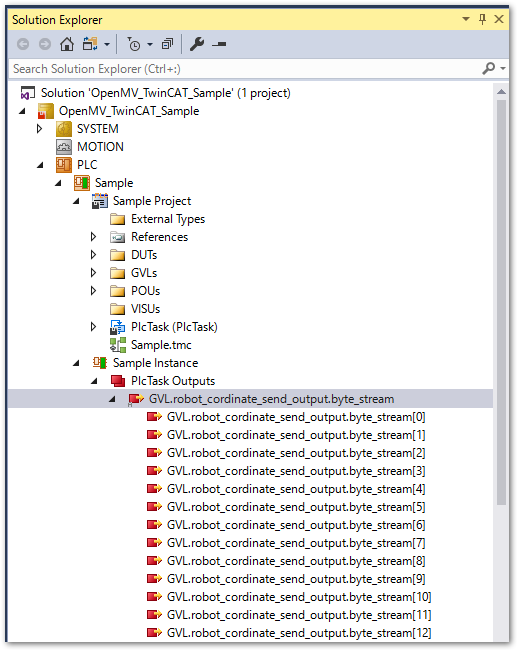 Solution Explorer
Search Solution Explorer (Ctrl+:)
Solution 'OpenMV_TwinCAT_Sample' (1 project)
OpenMV_TwinCAT_Sample
SYSTEM
MOTION
PLC
Sample
Sample Project
External Types
References
DUTs
GVLs
POUs
VISUs
PlcTask (PlcTask)
Sample.tmc
Sample Instance
PlcTask Outputs
GVL.robot_cordinate_send_output.byte_stream
GVL.robot_cordinate_send_output.byte_stream[0]
GVL.robot_cordinate_send_output.byte_stream[1]
GVL.robot_cordinate_send_output.byte_stream[2]
GVL.robot_cordinate_send_output.byte_stream[3]
GVL.robot_cordinate_send_output.byte_stream[4]
GVL.robot_cordinate_send_output.byte_stream[5]
GVL.robot_cordinate_send_output.byte_stream[6]
GVL.robot_cordinate_send_output.byte_stream[7]
GVL.robot_cordinate_send_output.byte_stream[8]
GVL.robot_cordinate_send_output.byte_stream[9]
GVL.robot_cordinate_send_output.byte_stream[10]
GVL.robot_cordinate_send_output.byte_stream[11]
GVL.robot_cordinate_send_output.byte_stream[12]